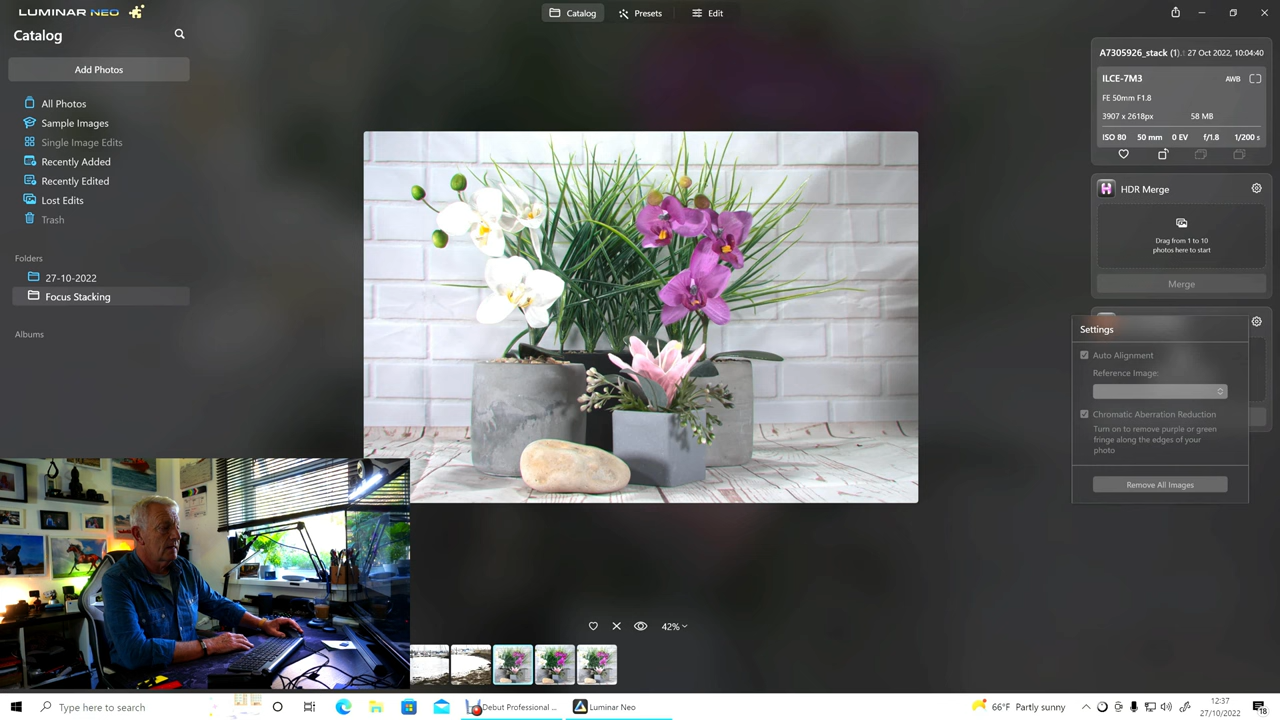 LUMINAR NEO
Catalog
Presets
Edit
Catalog
Add Photos
All Photos
Sample Images
Single Image Edits
Recently Added
Recently Edited
Lost Edits
Trash
Folders
27-10-2022
Focus Stacking
Albums
A7305926_stack (1). 27 Oct 2022, 10:04:40
ILCE-7M3 AWB
FE 50mm F1.8
3907 x 2618px 58 MB
ISO 80 50 mm 0 EV f/1.8 1/200 s
HDR Merge
Drag from 1 to 10
photos here to start
Merge
Settings
Auto Alignment
Reference Image:
Chromatic Aberration Reduction
Turn on to remove purple or green
fringe along the edges of your
photo
Remove All Images
42%
Type here to search
Debut Professional ...
Luminar Neo
66°F Partly sunny
12:37
27/10/2022
18